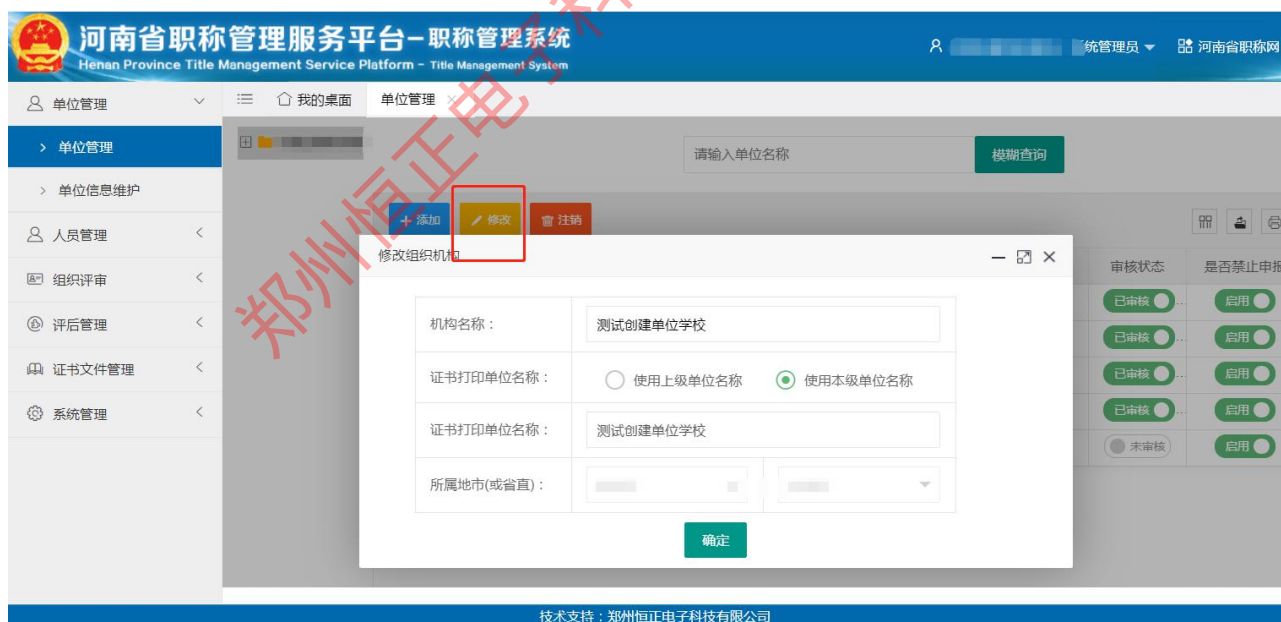 河南省职称管理服务平台-职称管理系统
Henan Province Title Management Service Platform - Title Management System
统管理员
河南省职称网
单位管理
我的桌面
单位管理
单位管理
单位信息维护
人员管理
组织评审
评后管理
证书文件管理
系统管理
请输入单位名称
模糊查询
添加
修改
注销
修改组织机构
审核状态
是否禁止申报
机构名称：
测试创建单位学校
已审核
启用
已审核
启用
证书打印单位名称：
使用上级单位名称
使用本级单位名称
已审核
启用
已审核
启用
证书打印单位名称：
测试创建单位学校
未审核
启用
所属地市(或省直)：
确定
技术支持：郑州恒正电子科技有限公司
郑州恒正电子科